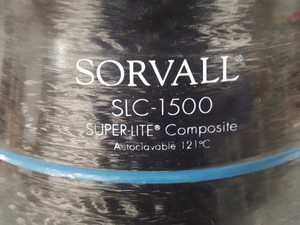 SORVALL®
SLC-1500
SUPER-LITE® Composite
Autoclavable 121°C